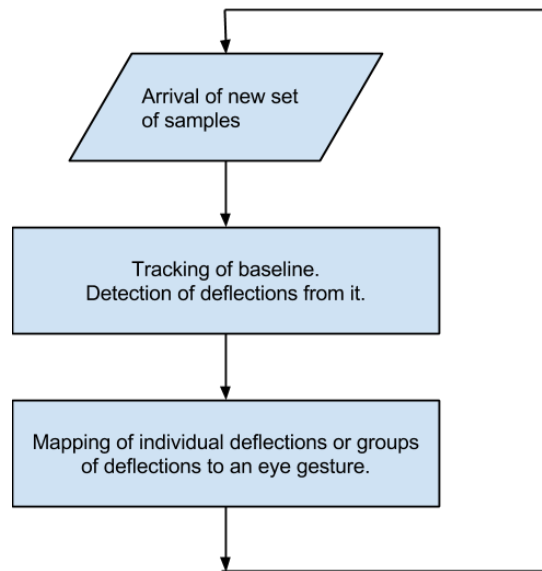 Arrival of new set
of samples
Tracking of baseline.
Detection of deflections from it.
Mapping of individual deflections or groups
of deflections to an eye gesture.